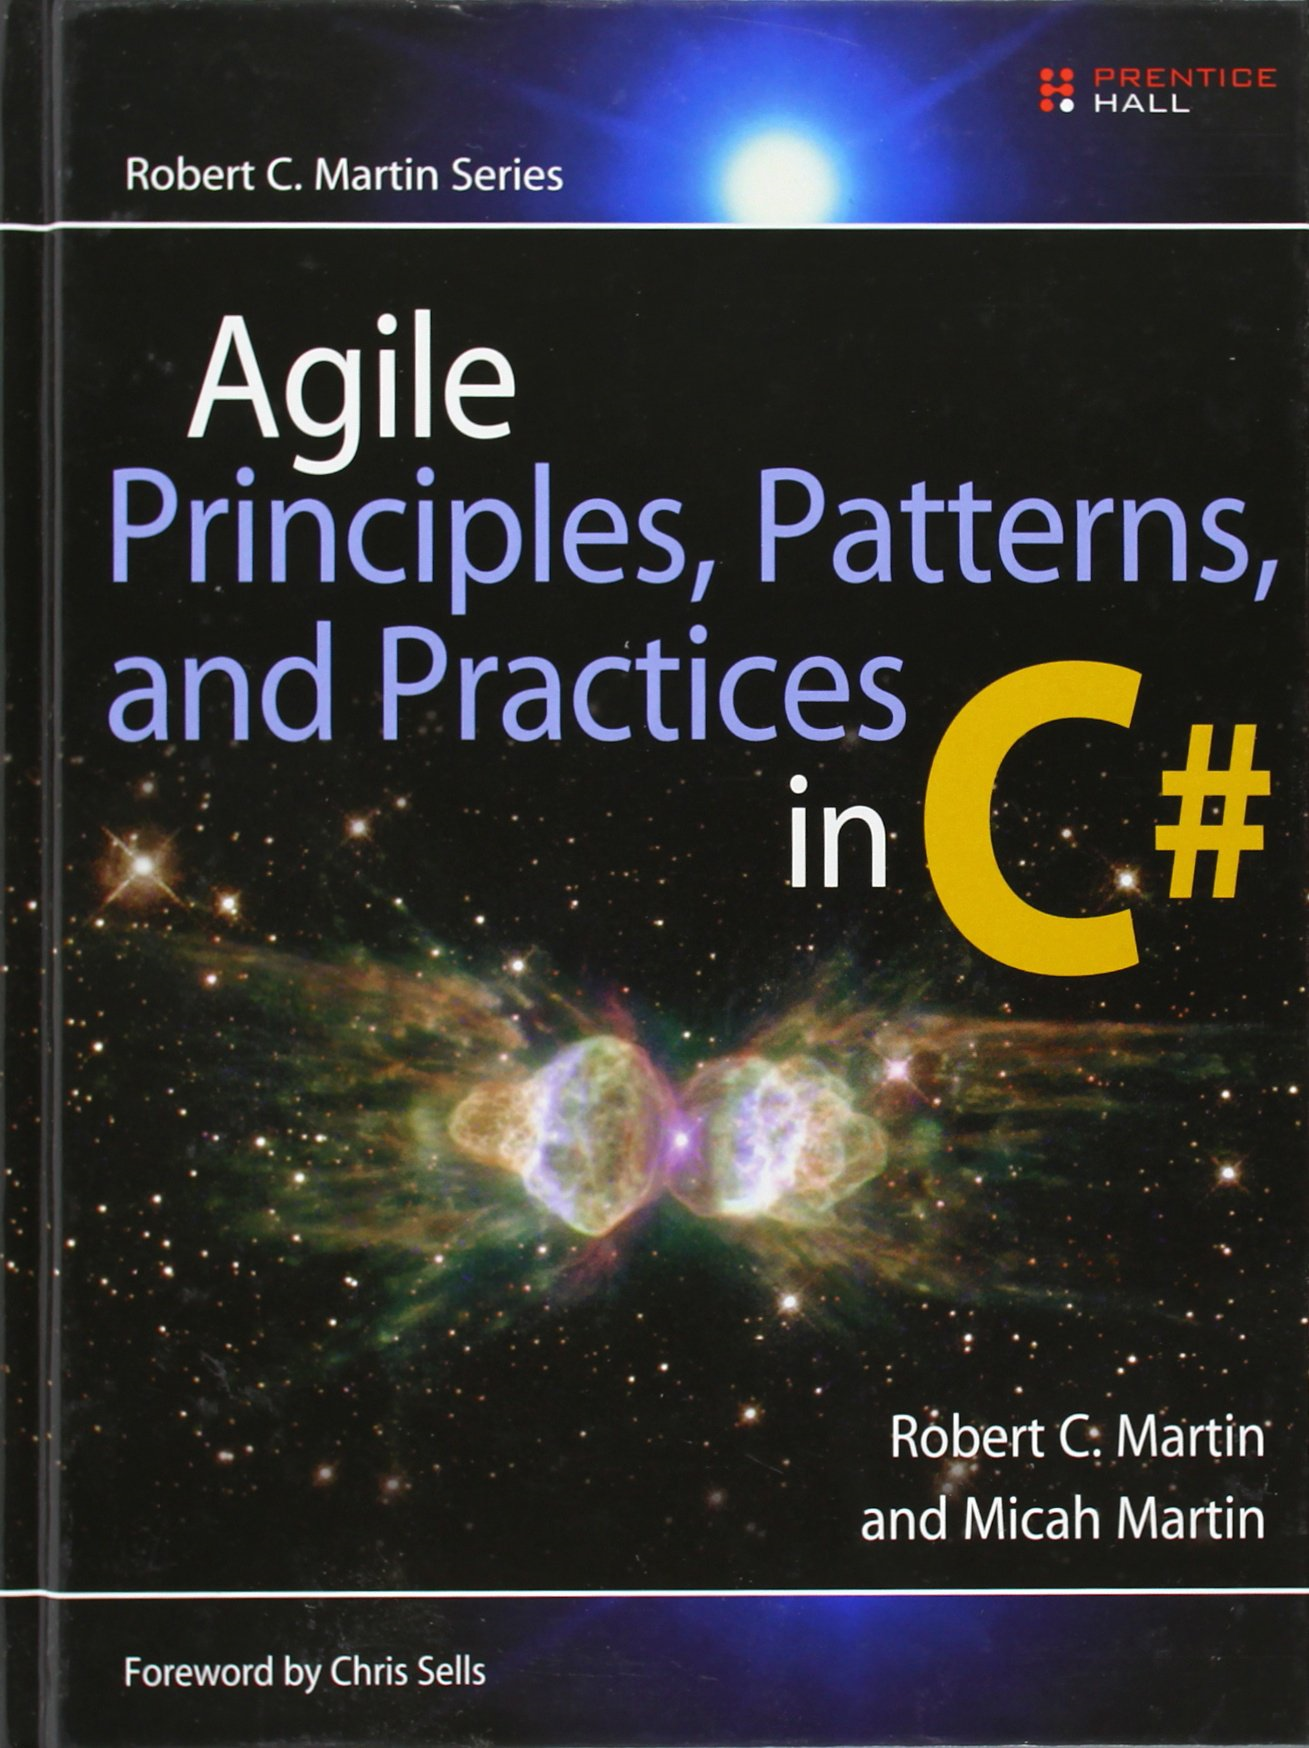 PRENTICE
HALL
Robert C. Martin Series
Agile
Principles, Patterns,
and Practices
in C#
Robert C. Martin
and Micah Martin
Foreword by Chris Sells